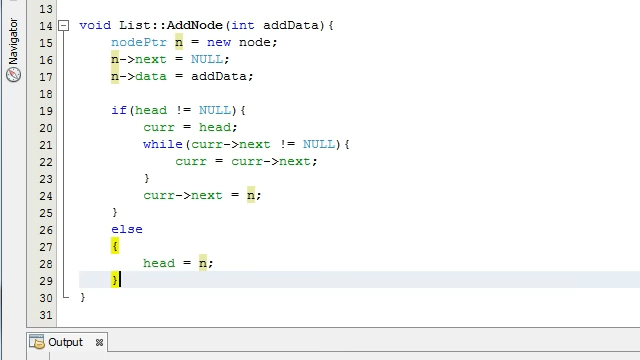 Navigator
13
14 void List::AddNode(int addData){
15 nodePtr n = new node;
16 n->next = NULL;
17 n->data = addData;
18
19 if(head != NULL){
20 curr = head;
21 while(curr->next != NULL){
22 curr = curr->next;
23 }
24 curr->next = n;
25 }
26 else
27 {
28 head = n;
29 }
30 }
31
Output